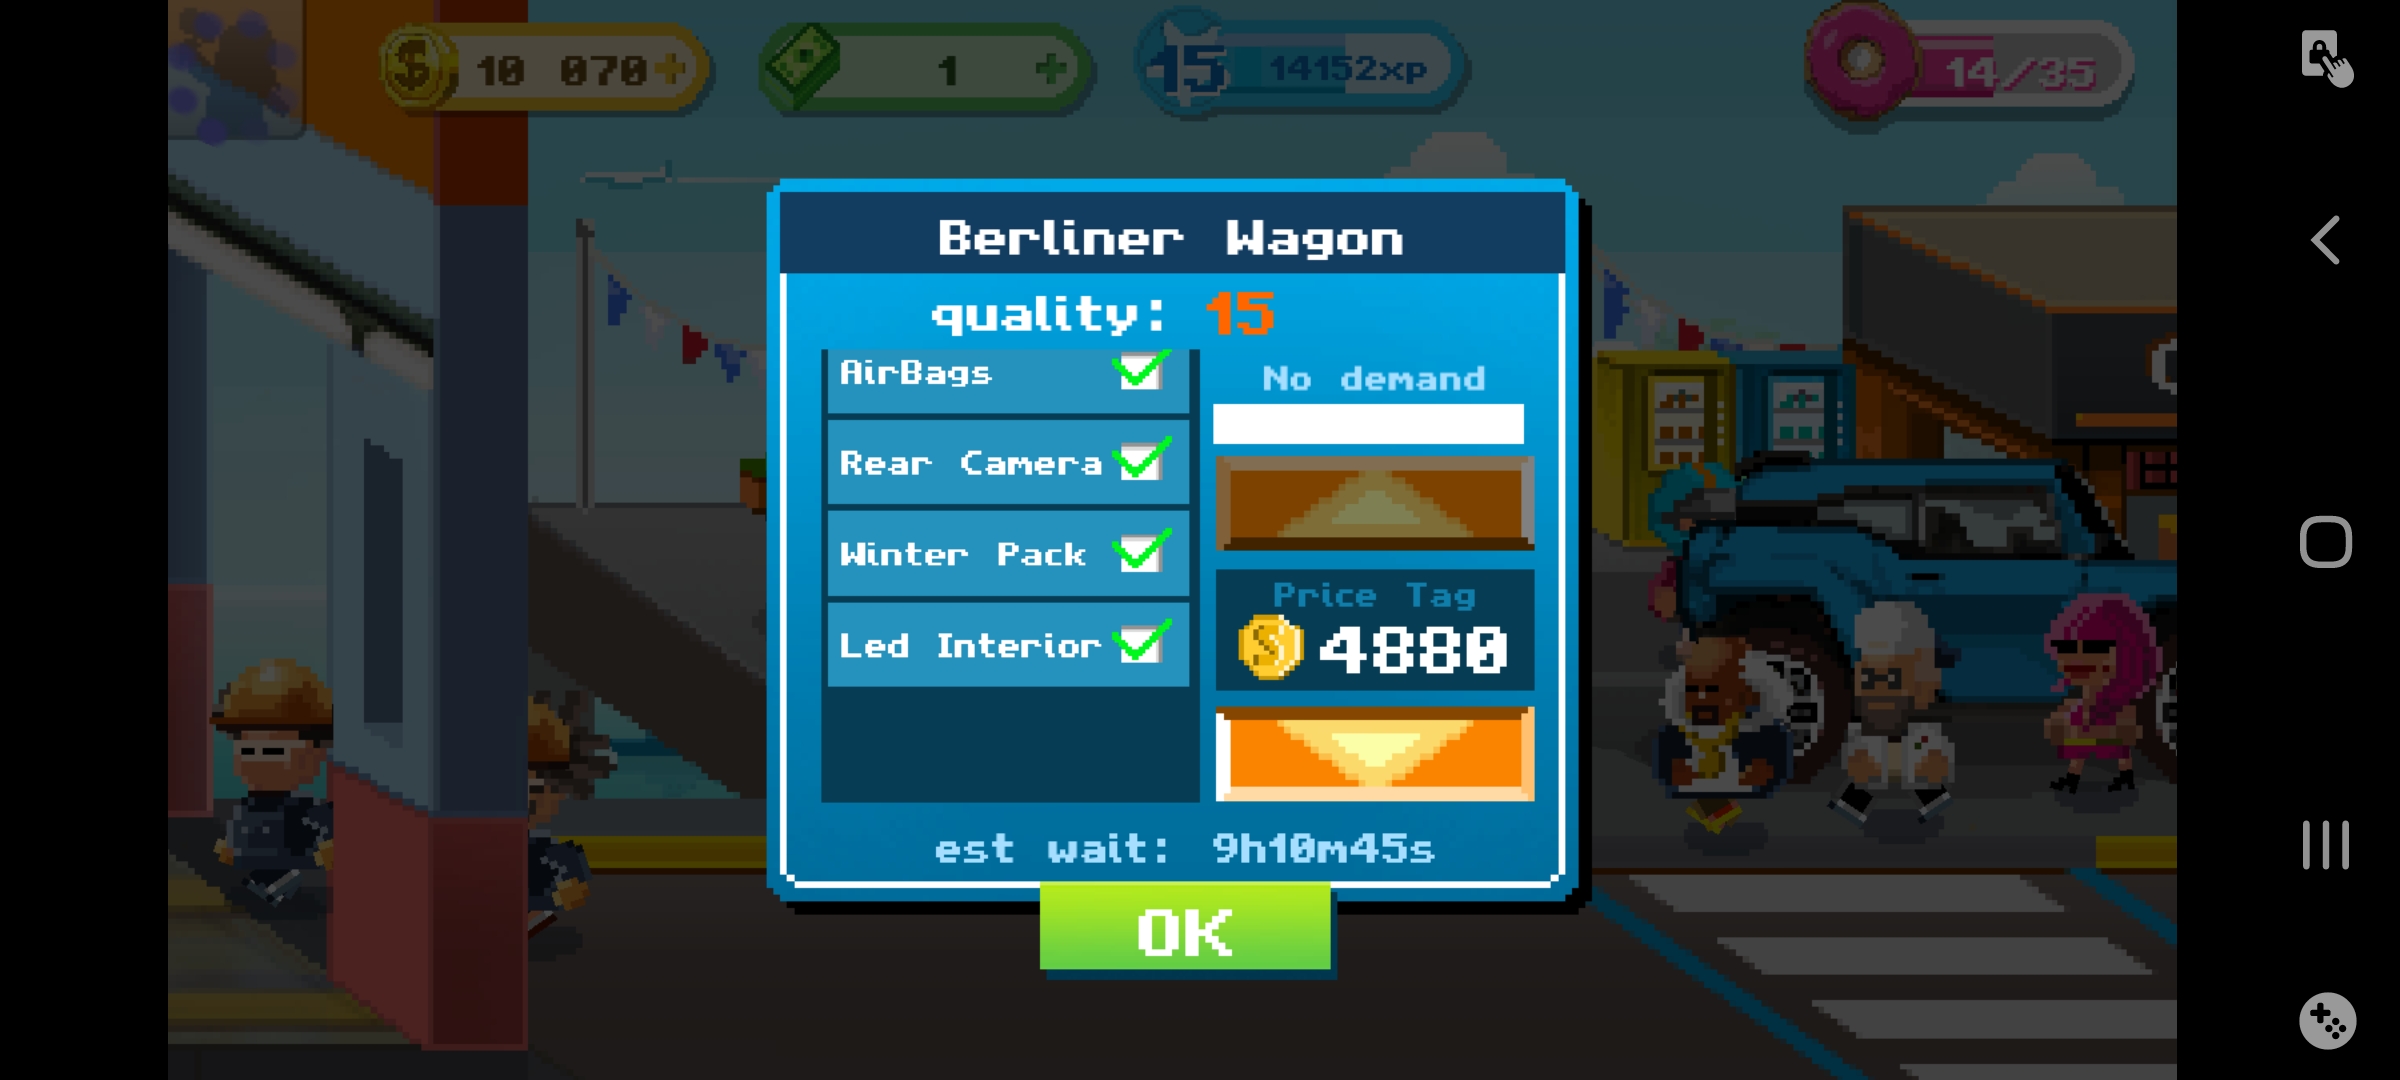 10 070
1
15 14152xp
14/35
Berliner Wagon
quality: 15
AirBags
No demand
Rear Camera
Winter Pack
Price Tag
4880
Led Interior
est wait: 9h10m45s
OK